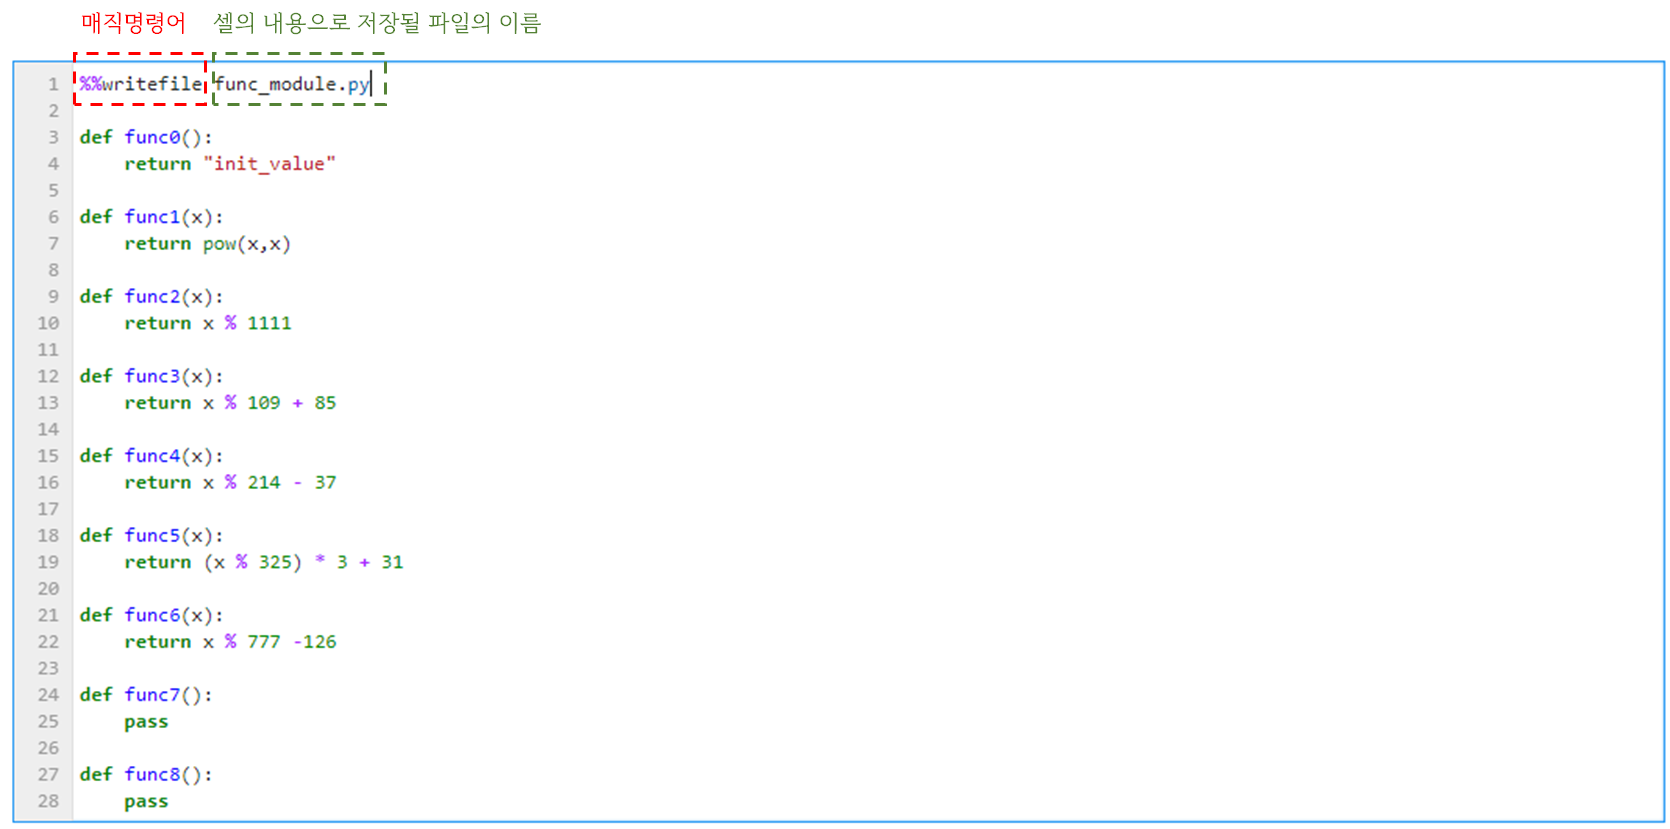 매직명령어 셀의 내용으로 저장될 파일의 이름
1 %%writefile func_module.py
2
3 def func0():
4     return "init_value"
5
6 def func1(x):
7     return pow(x,x)
8
9 def func2(x):
10     return x % 1111
11
12 def func3(x):
13     return x % 109 + 85
14
15 def func4(x):
16     return x % 214 - 37
17
18 def func5(x):
19     return (x % 325) * 3 + 31
20
21 def func6(x):
22     return x % 777 -126
23
24 def func7():
25     pass
26
27 def func8():
28     pass